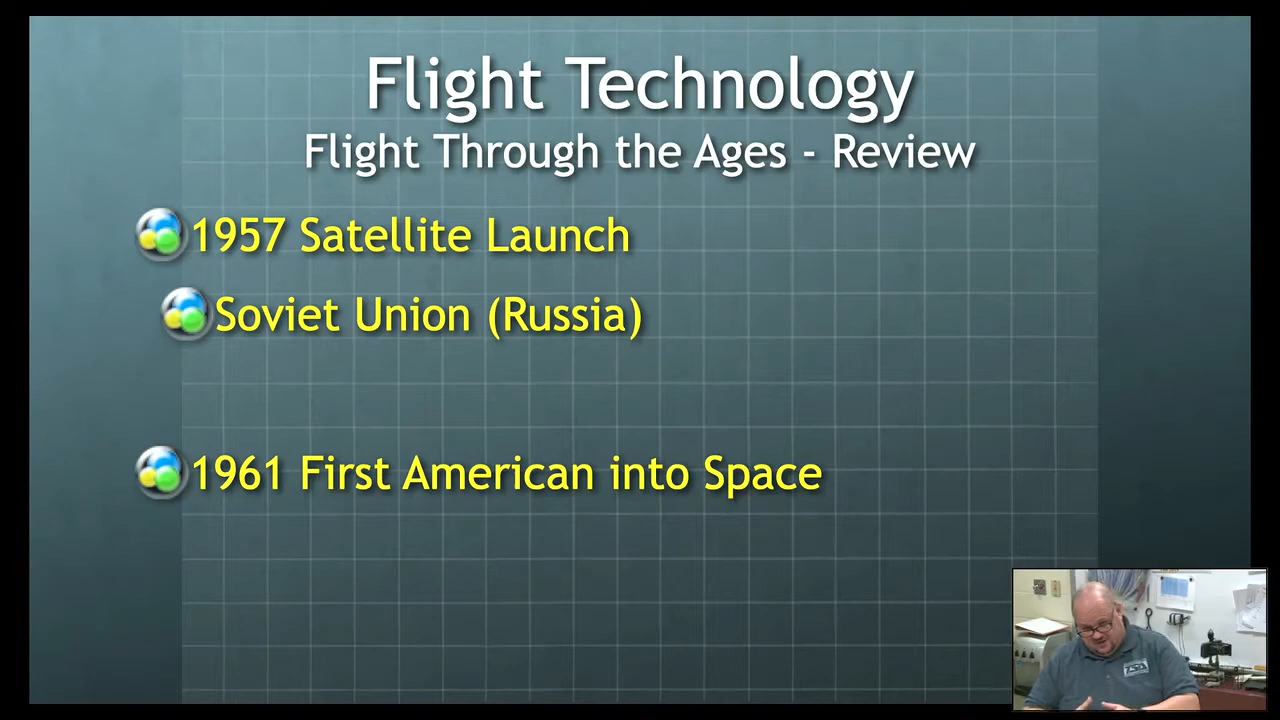 Flight Technology
Flight Through the Ages - Review
1957 Satellite Launch
Soviet Union (Russia)
1961 First American into Space